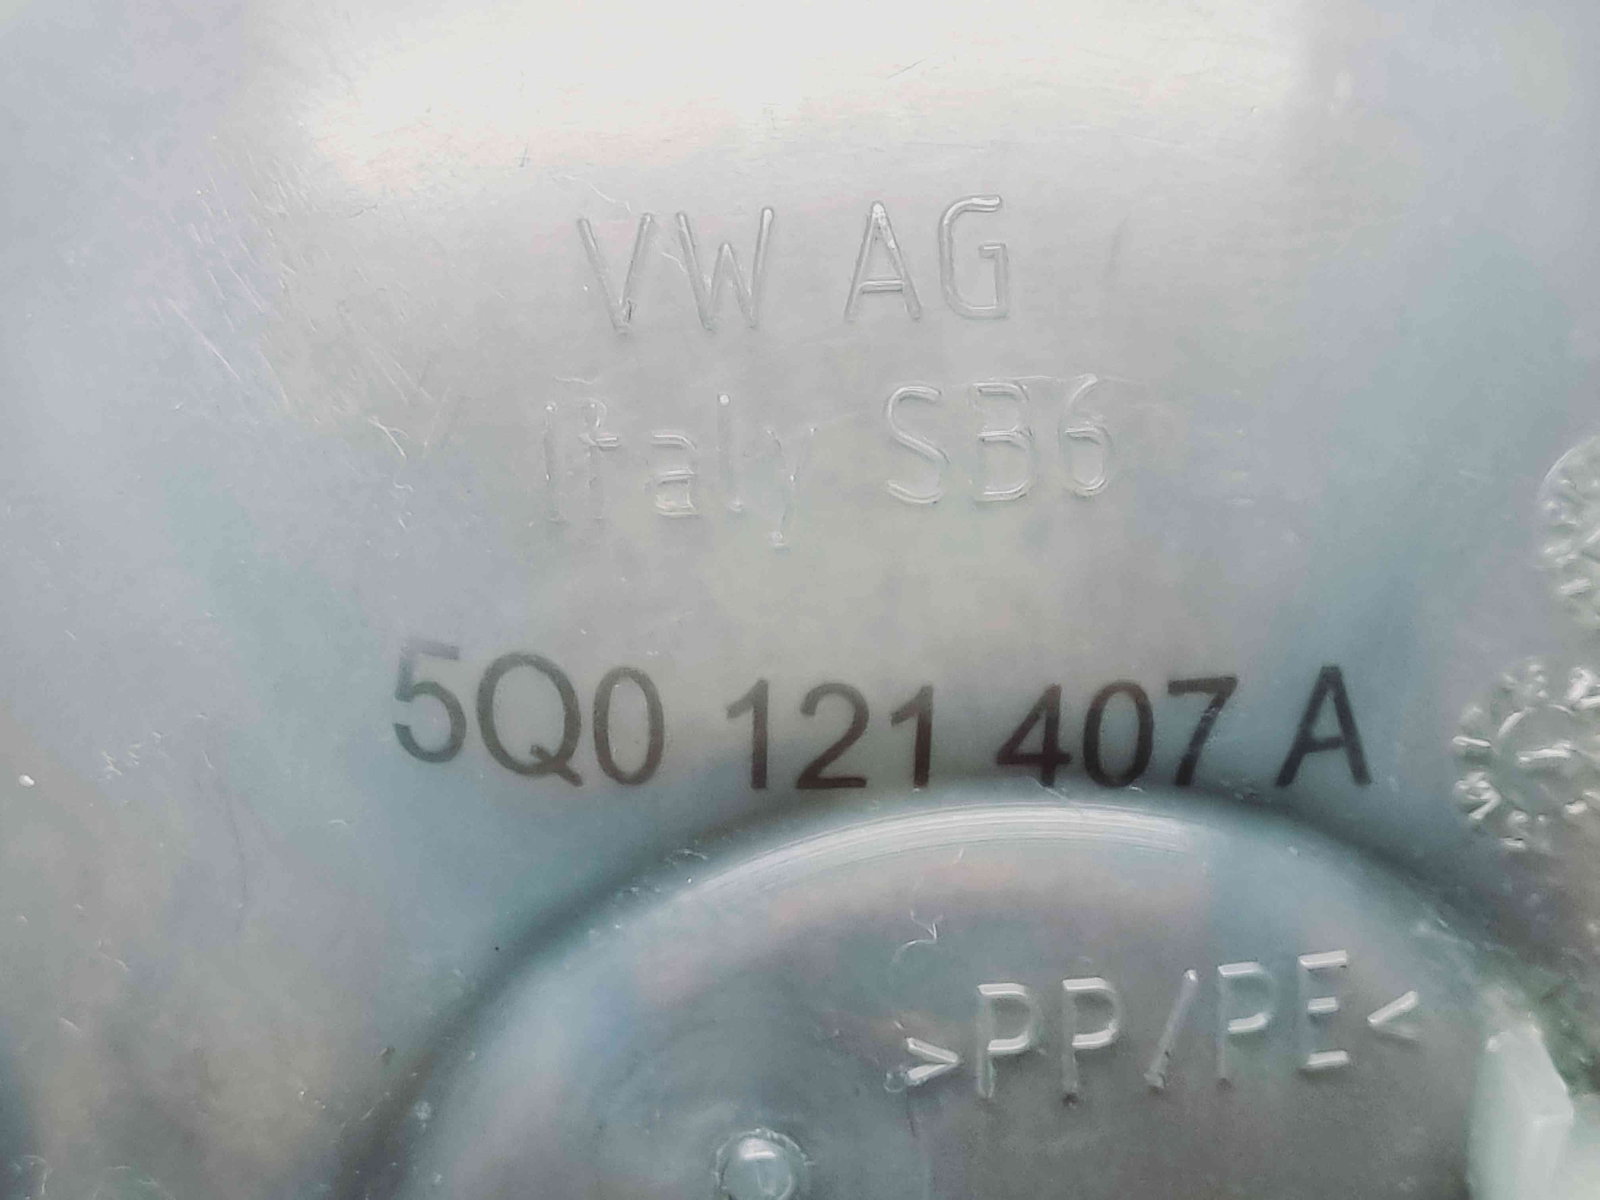 VW AG
Italy SB6
5Q0 121 407 A
>PP/PE<